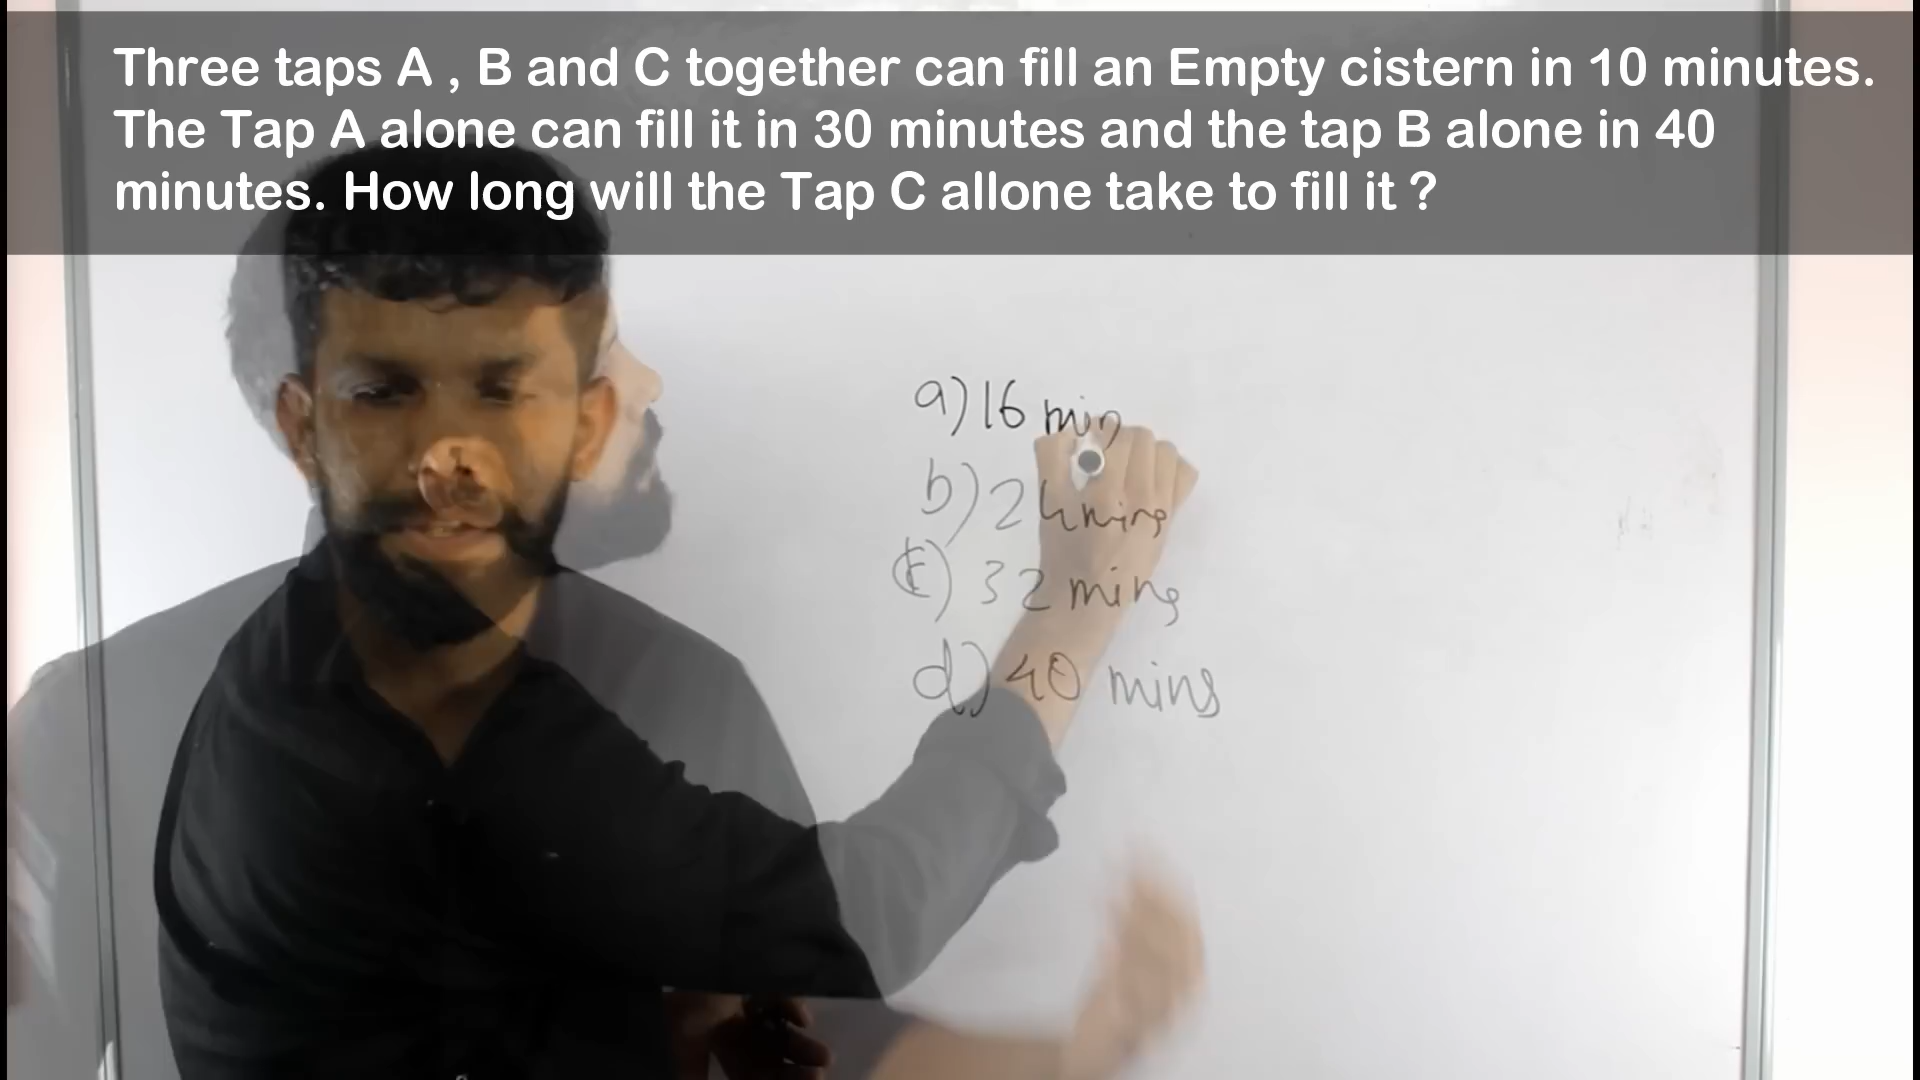 Three taps A , B and C together can fill an Empty cistern in 10 minutes.
The Tap A alone can fill it in 30 minutes and the tap B alone in 40
minutes. How long will the Tap C allone take to fill it ?
a) 16 min
b) 24 mins
c) 32 mins
d) 40 mins